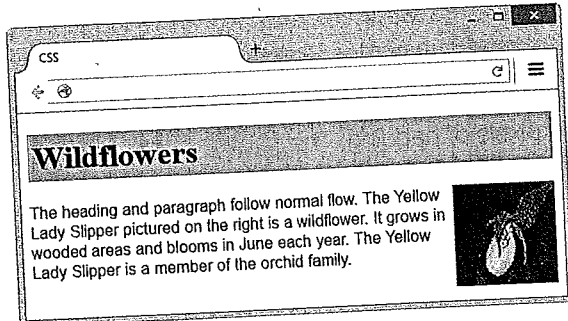 CSS
Wildflowers
The heading and paragraph follow normal flow. The Yellow
Lady Slipper pictured on the right is a wildflower. It grows in
wooded areas and blooms in June each year. The Yellow
Lady Slipper is a member of the orchid family.